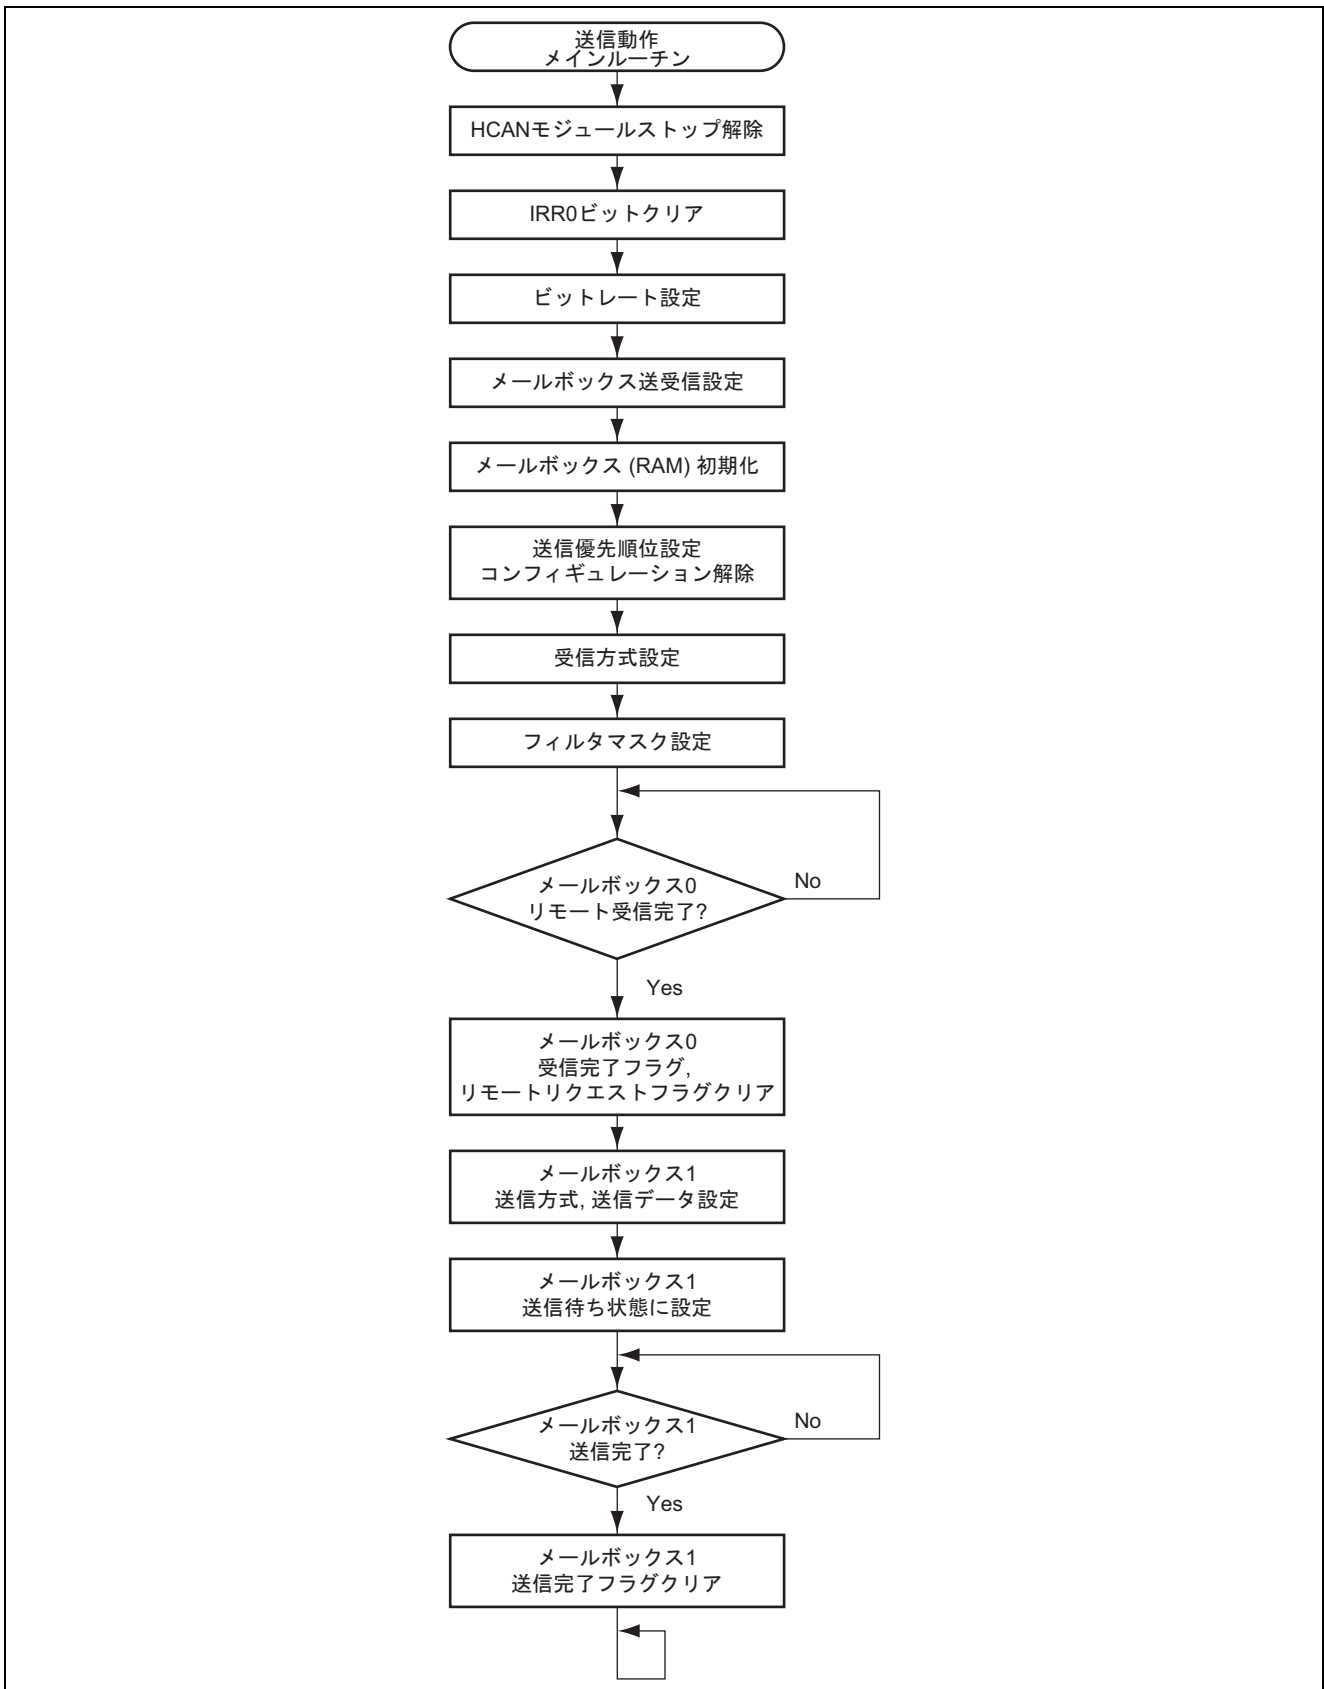 送信動作
メインルーチン
HCANモジュールストップ解除
IRR0ビットクリア
ビットレート設定
メールボックス送受信設定
メールボックス (RAM) 初期化
送信優先順位設定
コンフィギュレーション解除
受信方式設定
フィルタマスク設定
メールボックス0
リモート受信完了?
No
Yes
メールボックス0
受信完了フラグ,
リモートリクエストフラグクリア
メールボックス1
送信方式, 送信データ設定
メールボックス1
送信待ち状態に設定
メールボックス1
送信完了?
No
Yes
メールボックス1
送信完了フラグクリア